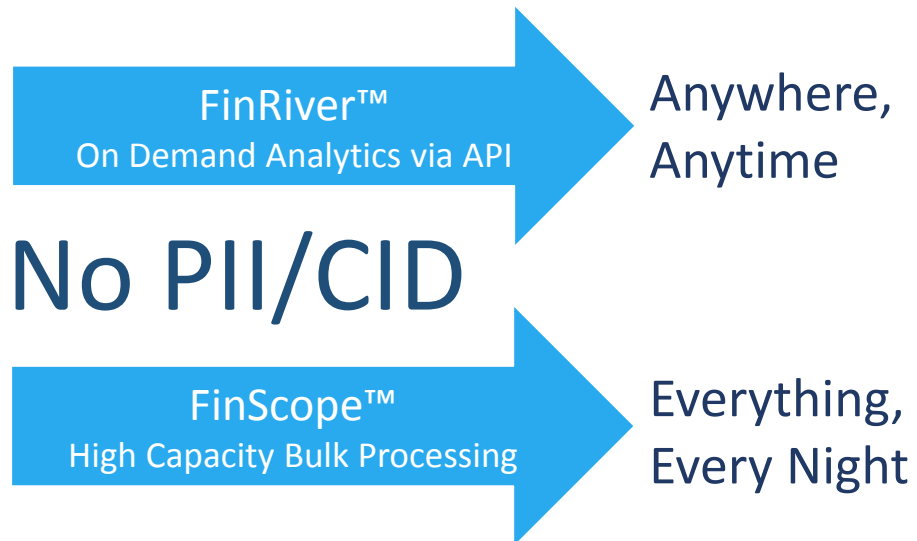 FinRiver™
On Demand Analytics via API
Anywhere,
Anytime
No PII/CID
FinScope™
High Capacity Bulk Processing
Everything,
Every Night